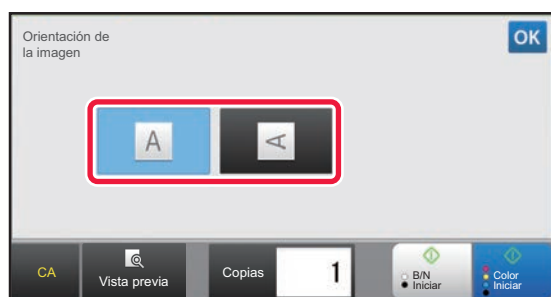 Orientación de
la imagen
OK
A
A
CA
Vista previa
Copias
1
B/N
Iniciar
Color
Iniciar